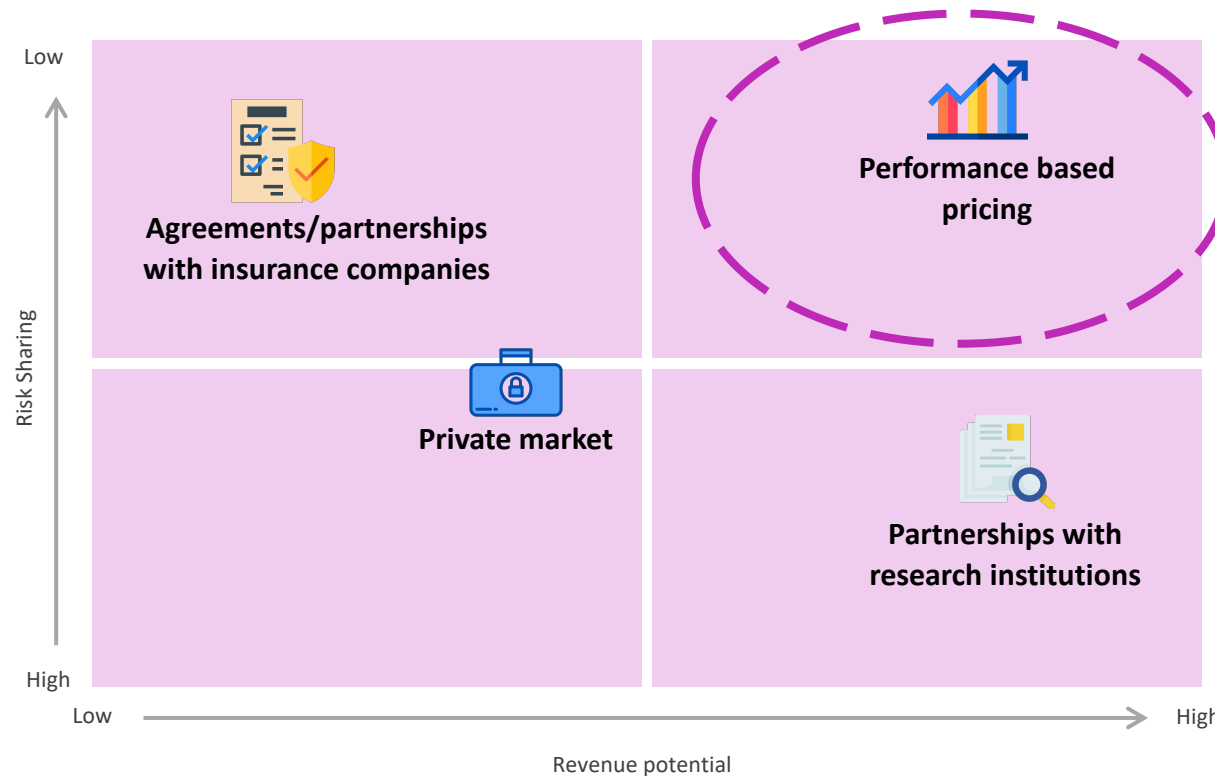 Low
Performance based
pricing
Agreements/partnerships
with insurance companies
Risk Sharing
Private market
Partnerships with
research institutions
High
Low
High
Revenue potential